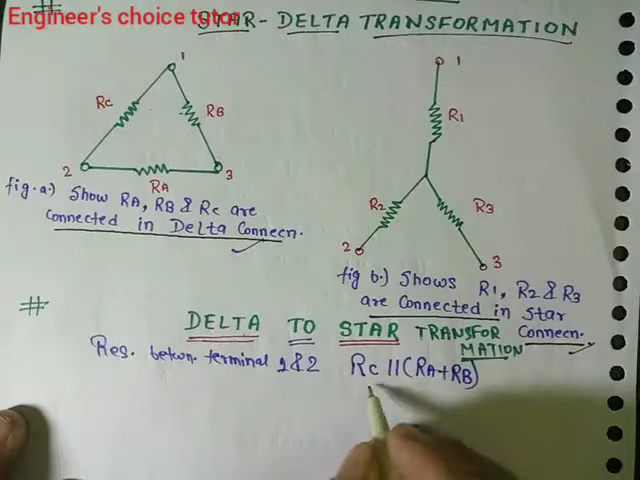 Engineer's choice tutor
#
STAR-DELTA TRANSFORMATION
1
RC
RB
2
3
RA
fig.a.) Show RA, RB & Rc are
Connected in Delta Connecn.
1
R1
R2
R3
2
3
fig b.) Shows R1, R2 & R3
are Connected in Star
Connecn.
#
DELTA TO STAR TRANSFOR
MATION
Res. betwn. terminal 1&2 Rc || (RA+RB)